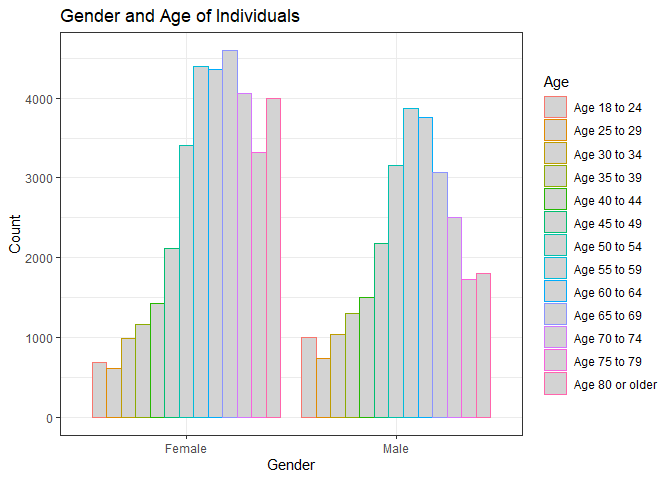 Gender and Age of Individuals
Count
4000
3000
2000
1000
0
Female
Male
Gender
Age
Age 18 to 24
Age 25 to 29
Age 30 to 34
Age 35 to 39
Age 40 to 44
Age 45 to 49
Age 50 to 54
Age 55 to 59
Age 60 to 64
Age 65 to 69
Age 70 to 74
Age 75 to 79
Age 80 or older